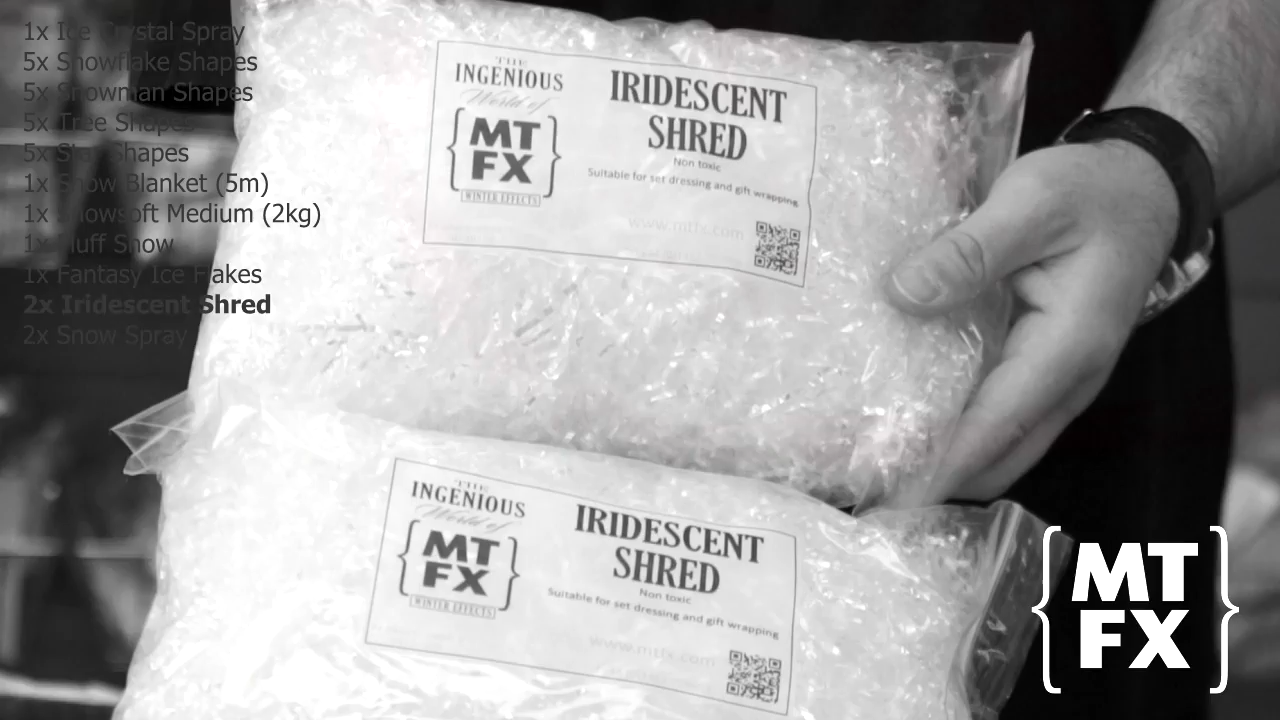 1x Ice Crystal Spray
5x Snowflake Shapes
5x Snowman Shapes
5x Tree Shapes
5x Star Shapes
1x Snow Blanket (5m)
1x Snowsoft Medium (2kg)
1x Fluff Snow
1x Fantasy Ice Flakes
2x Iridescent Shred
2x Snow Spray
THE
INGENIOUS
World of
{MT
FX}
WINTER EFFECTS
IRIDESCENT
SHRED
Non toxic
Suitable for set dressing and gift wrapping
www.mtfx.com
THE
INGENIOUS
World of
{MT
FX}
WINTER EFFECTS
IRIDESCENT
SHRED
Non toxic
Suitable for set dressing and gift wrapping
www.mtfx.com
{MT
FX}